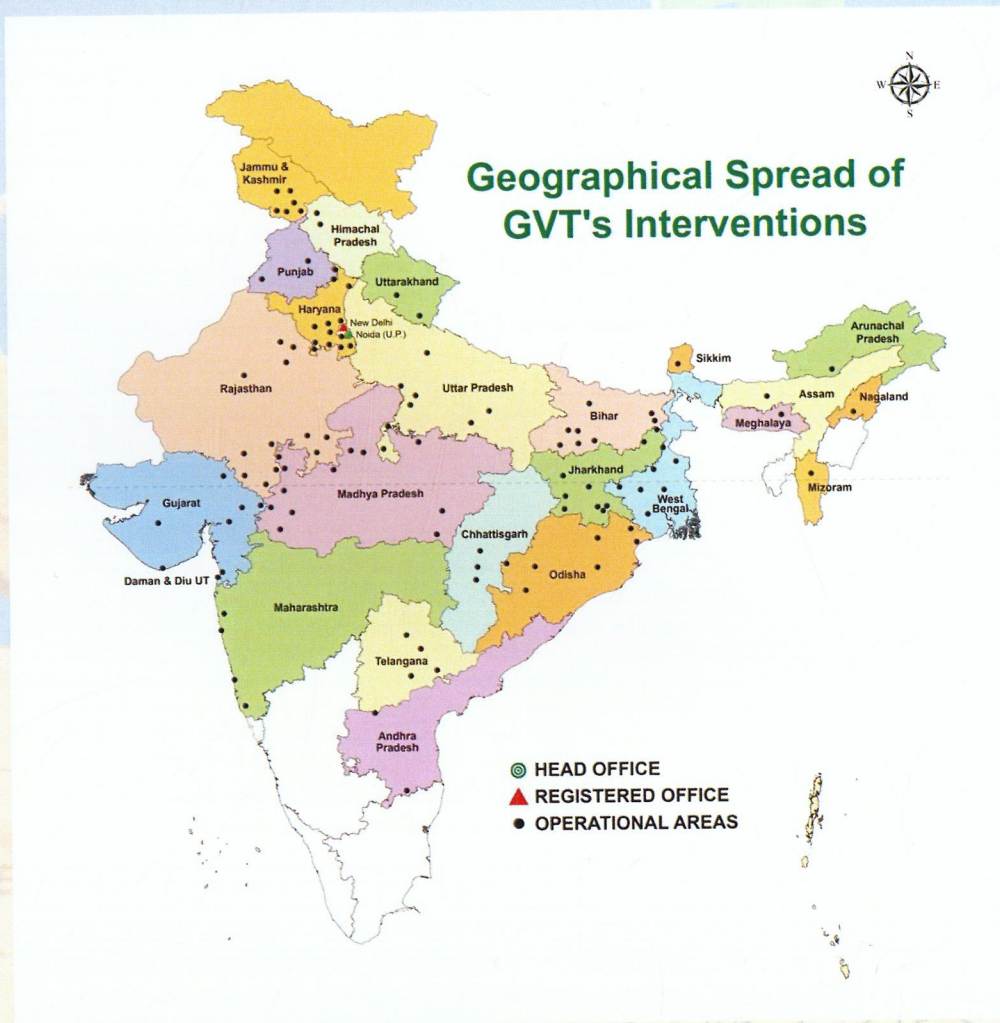 N
W E
S
Geographical Spread of
GVT's Interventions
Jammu &
Kashmir
Himachal
Pradesh
Punjab
Uttarakhand
Haryana
New Delhi
Noida (U.P.)
Arunachal
Pradesh
Sikkim
Rajasthan
Uttar Pradesh
Assam
Nagaland
Bihar
Meghalaya
Jharkhand
Mizoram
Madhya Pradesh
Gujarat
West
Bengal
Chhattisgarh
Odisha
Daman & Diu UT
Maharashtra
Telangana
Andhra
Pradesh
HEAD OFFICE
REGISTERED OFFICE
OPERATIONAL AREAS